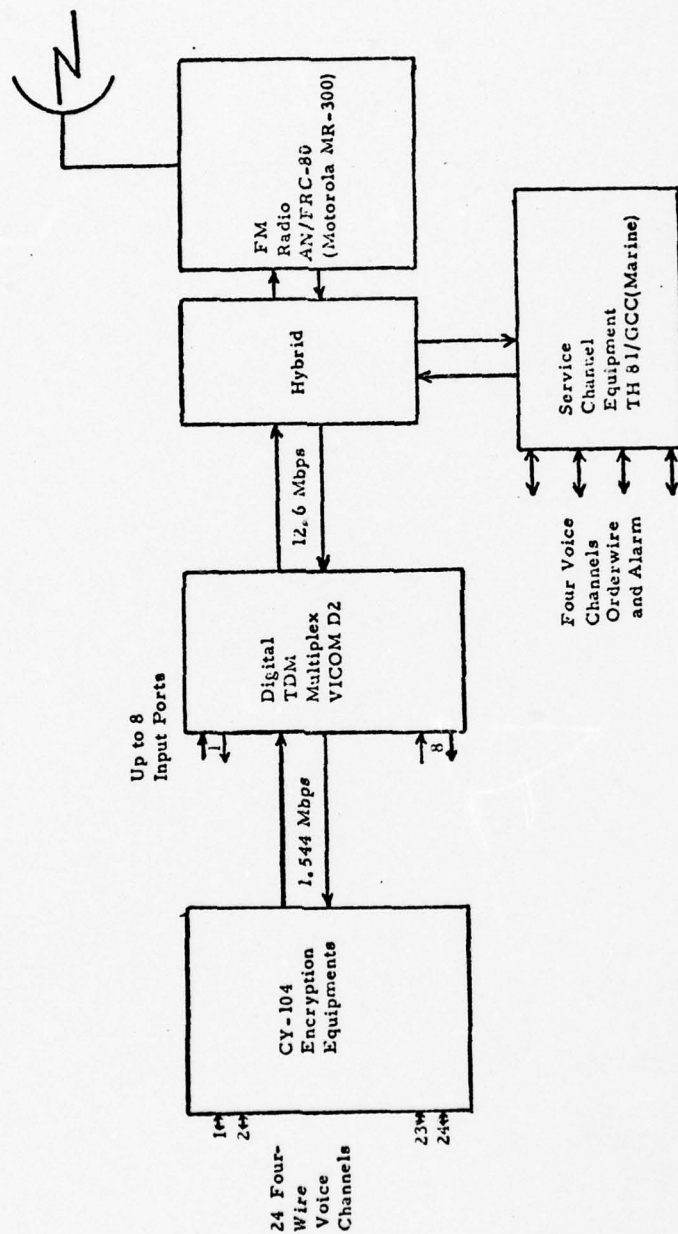 24 Four-
Wire
Voice
Channels
1
2
23
24
CY-104
Encryption
Equipments
1.544 Mbps
Up to 8
Input Ports
1
8
Digital
TDM
Multiplex
VICOM D2
12.6 Mbps
Hybrid
FM
Radio
AN/FRC-80
(Motorola MR-300)
Four Voice
Channels
Orderwire
and Alarm
Service
Channel
Equipment
TH 81/GCC(Marine)